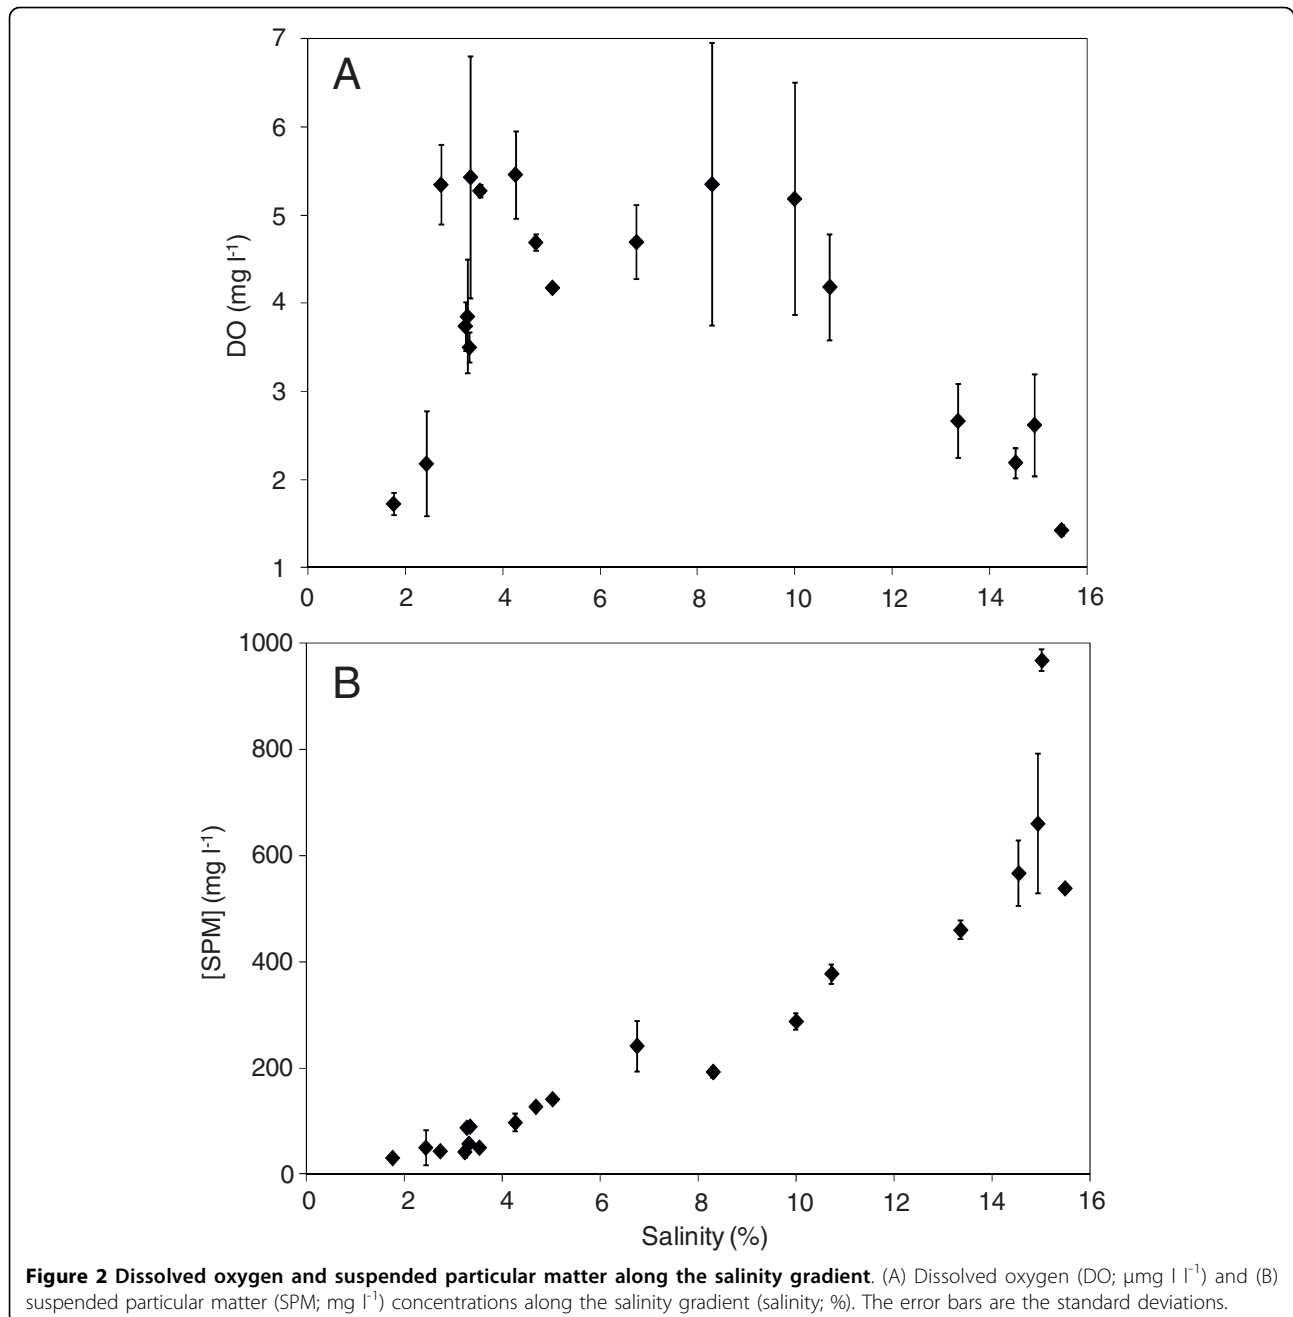 7
A
6
5
4
3
2
1
DO (mg l-1)
0 2 4 6 8 10 12 14 16
1000
B
800
600
400
200
0
[SPM] (mg l-1)
0 2 4 6 8 10 12 14 16
Salinity (%)
Figure 2 Dissolved oxygen and suspended particular matter along the salinity gradient. (A) Dissolved oxygen (DO; μmg l l-1) and (B)
suspended particular matter (SPM; mg l-1) concentrations along the salinity gradient (salinity; %). The error bars are the standard deviations.